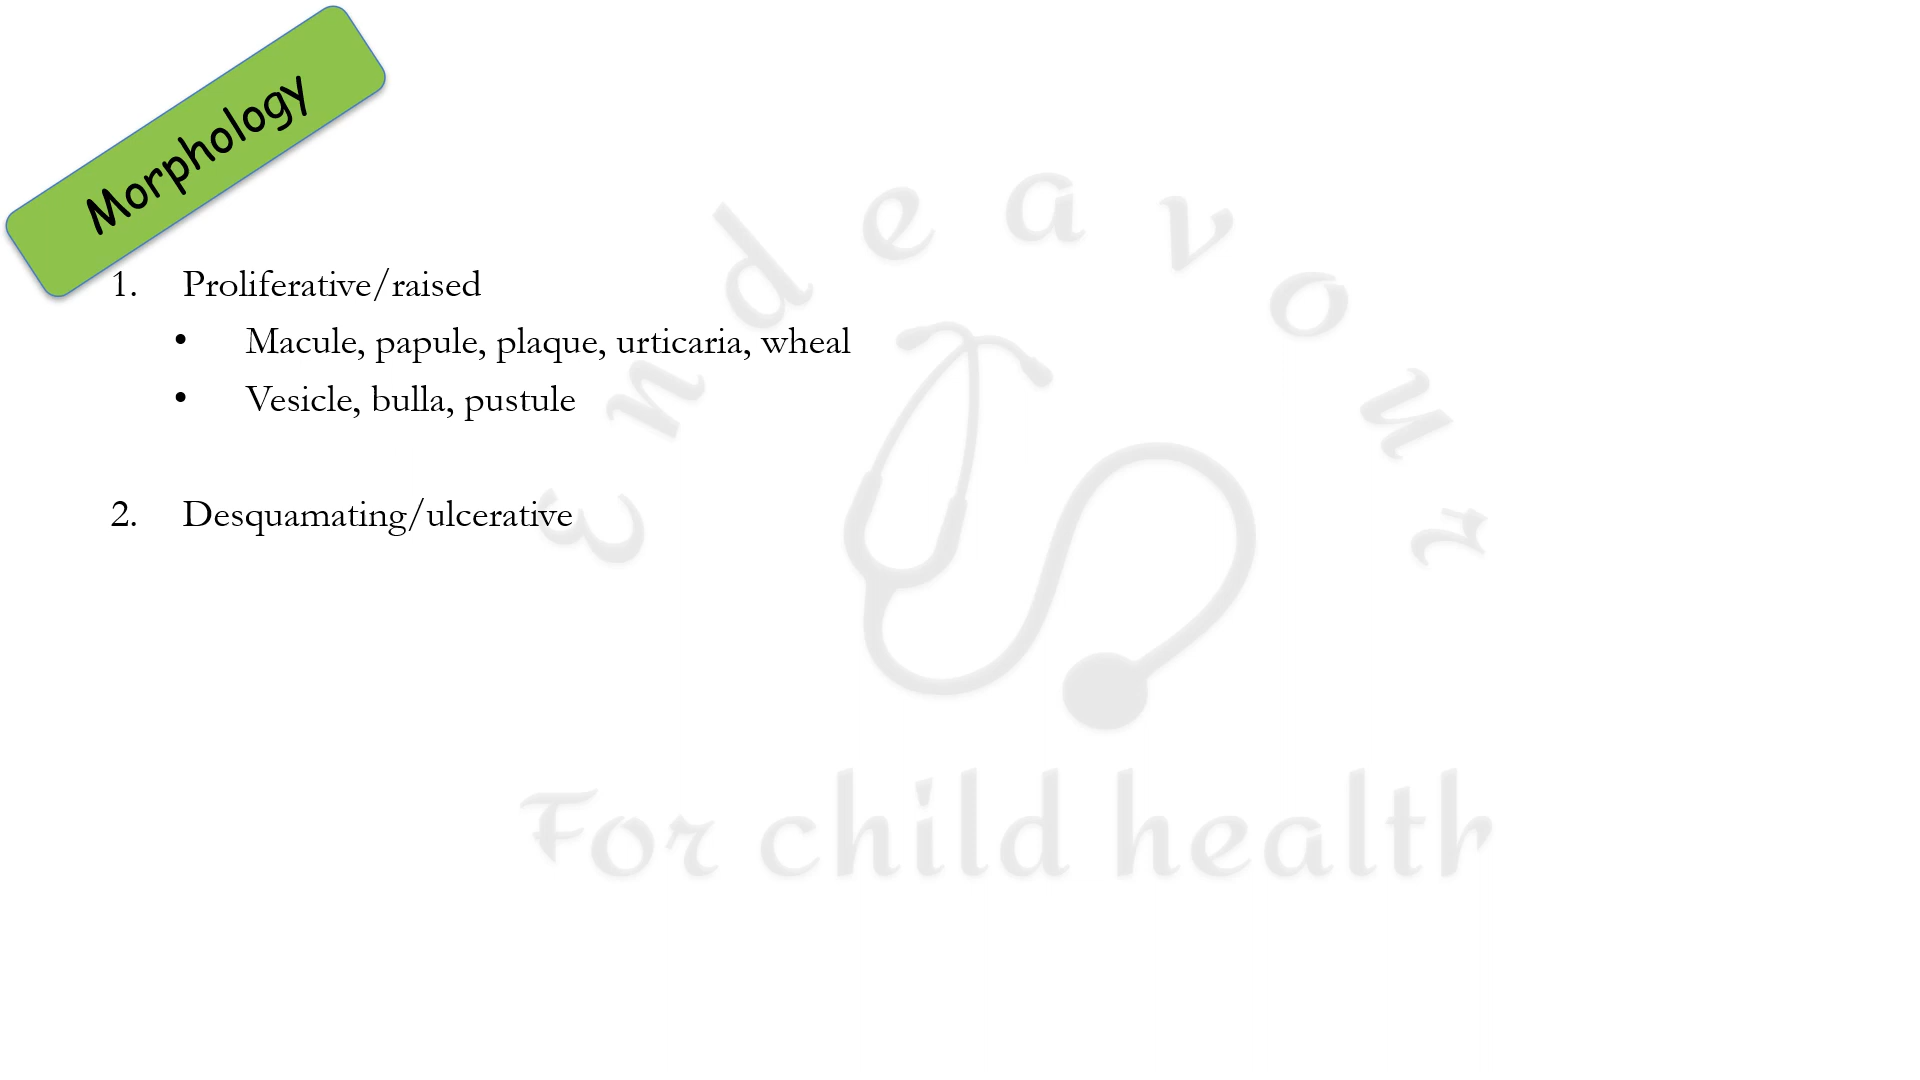 Morphology
1. Proliferative/raised
• Macule, papule, plaque, urticaria, wheal
• Vesicle, bulla, pustule
2. Desquamating/ulcerative
Endeavour
For child health